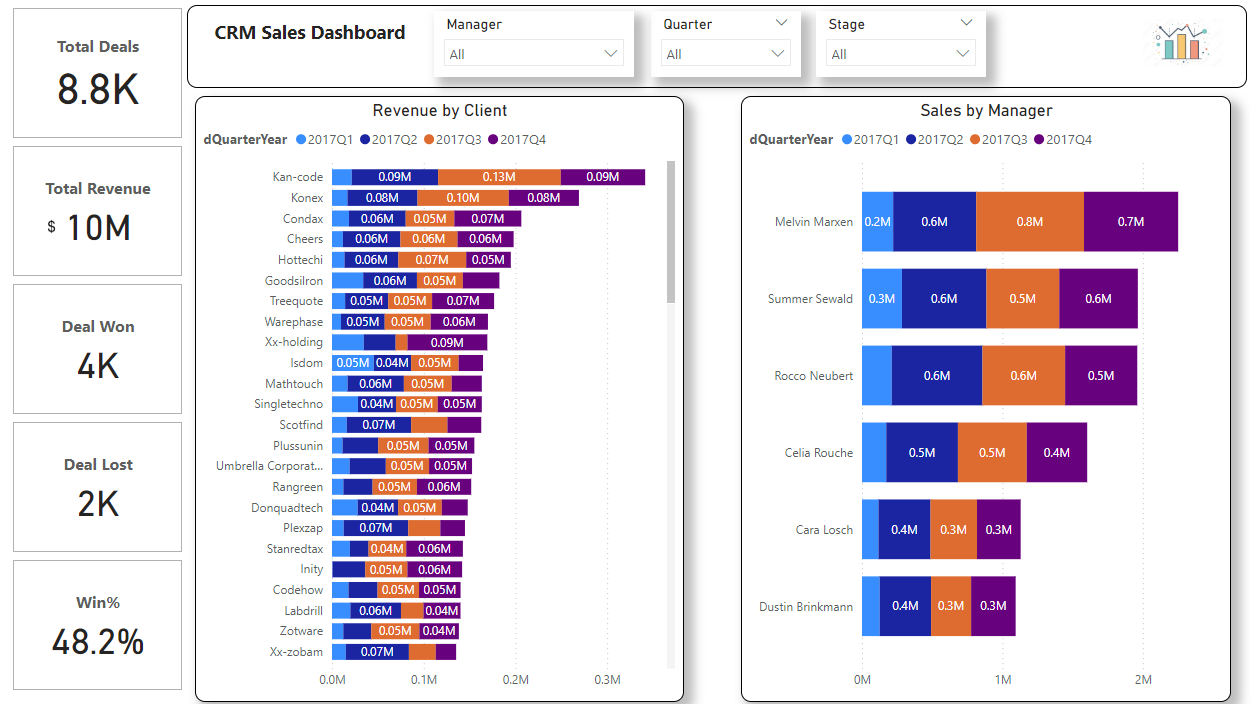 Total Deals
8.8K
Total Revenue
$ 10M
Deal Won
4K
Deal Lost
2K
Win%
48.2%
CRM Sales Dashboard
Manager
All
Quarter
All
Stage
All
Revenue by Client
dQuarterYear 2017Q1 2017Q2 2017Q3 2017Q4
Kan-code 0.09M 0.13M 0.09M
Konex 0.08M 0.10M 0.08M
Condax 0.06M 0.05M 0.07M
Cheers 0.06M 0.06M 0.06M
Hottechi 0.06M 0.07M 0.05M
Goodsilron 0.06M 0.05M
Treequote 0.05M 0.05M 0.07M
Warephase 0.05M 0.05M 0.06M
Xx-holding 0.09M
Isdom 0.05M 0.04M 0.05M
Mathtouch 0.06M 0.05M
Singletechno 0.04M 0.05M 0.05M
Scotfind 0.07M
Plussunin 0.05M 0.05M
Umbrella Corporat... 0.05M 0.05M
Rangreen 0.05M 0.06M
Donquadtech 0.04M 0.05M
Plexzap 0.07M
Stanredtax 0.04M 0.06M
Inity 0.05M 0.06M
Codehow 0.05M 0.05M
Labdrill 0.06M 0.04M
Zotware 0.05M 0.04M
Xx-zobam 0.07M
0.0M 0.1M 0.2M 0.3M
Sales by Manager
dQuarterYear 2017Q1 2017Q2 2017Q3 2017Q4
Melvin Marxen 0.2M 0.6M 0.8M 0.7M
Summer Sewald 0.3M 0.6M 0.5M 0.6M
Rocco Neubert 0.6M 0.6M 0.5M
Celia Rouche 0.5M 0.5M 0.4M
Cara Losch 0.4M 0.3M 0.3M
Dustin Brinkmann 0.4M 0.3M 0.3M
0M 1M 2M